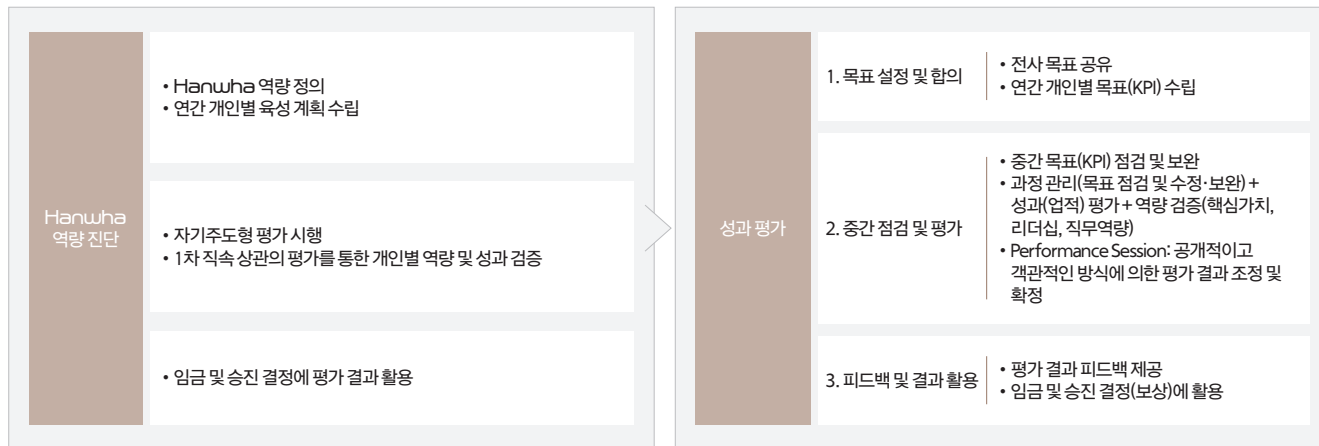 Hanwha
역량 진단
• Hanwha 역량 정의
• 연간 개인별 육성 계획 수립
• 자기주도형 평가 시행
• 1차 직속 상관의 평가를 통한 개인별 역량 및 성과 검증
• 임금 및 승진 결정에 평가 결과 활용
성과 평가
1. 목표 설정 및 합의
• 전사 목표 공유
• 연간 개인별 목표(KPI) 수립
2. 중간 점검 및 평가
• 중간 목표(KPI) 점검 및 보완
• 과정 관리(목표 점검 및 수정·보완) +
성과(업적) 평가 + 역량 검증(핵심가치,
리더십, 직무역량)
• Performance Session: 공개적이고
객관적인 방식에 의한 평가 결과 조정 및
확정
3. 피드백 및 결과 활용
• 평가 결과 피드백 제공
• 임금 및 승진 결정(보상)에 활용